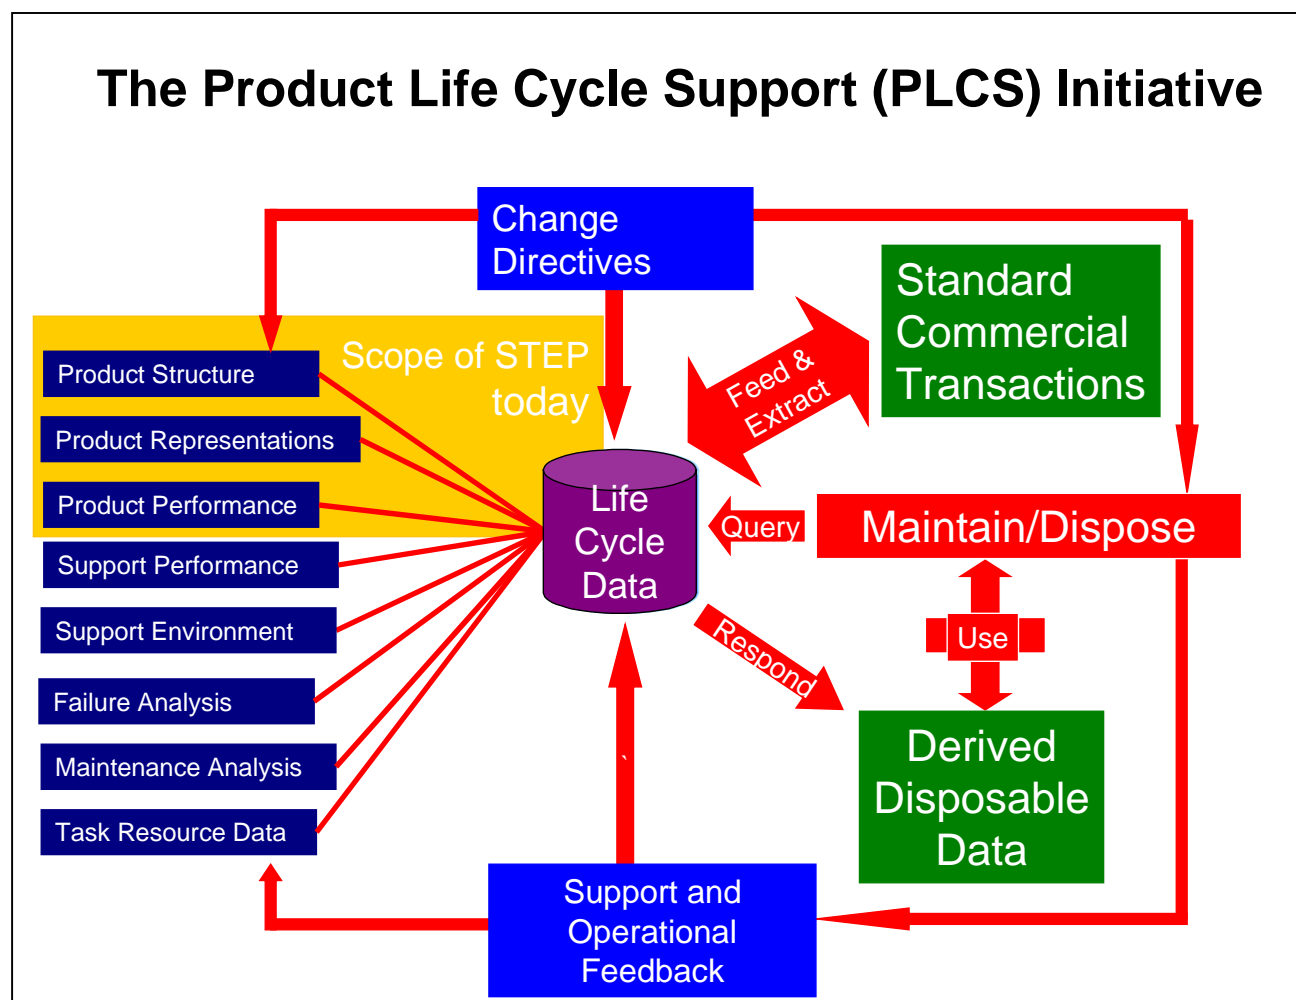 The Product Life Cycle Support (PLCS) Initiative
Change
Directives
Standard
Commercial
Transactions
Scope of STEP
today
Feed &
Extract
Product Structure
Product Representations
Product Performance
Support Performance
Support Environment
Failure Analysis
Maintenance Analysis
Task Resource Data
Life
Cycle
Data
Query
Maintain/Dispose
Respond
Use
Derived
Disposable
Data
`
Support and
Operational
Feedback